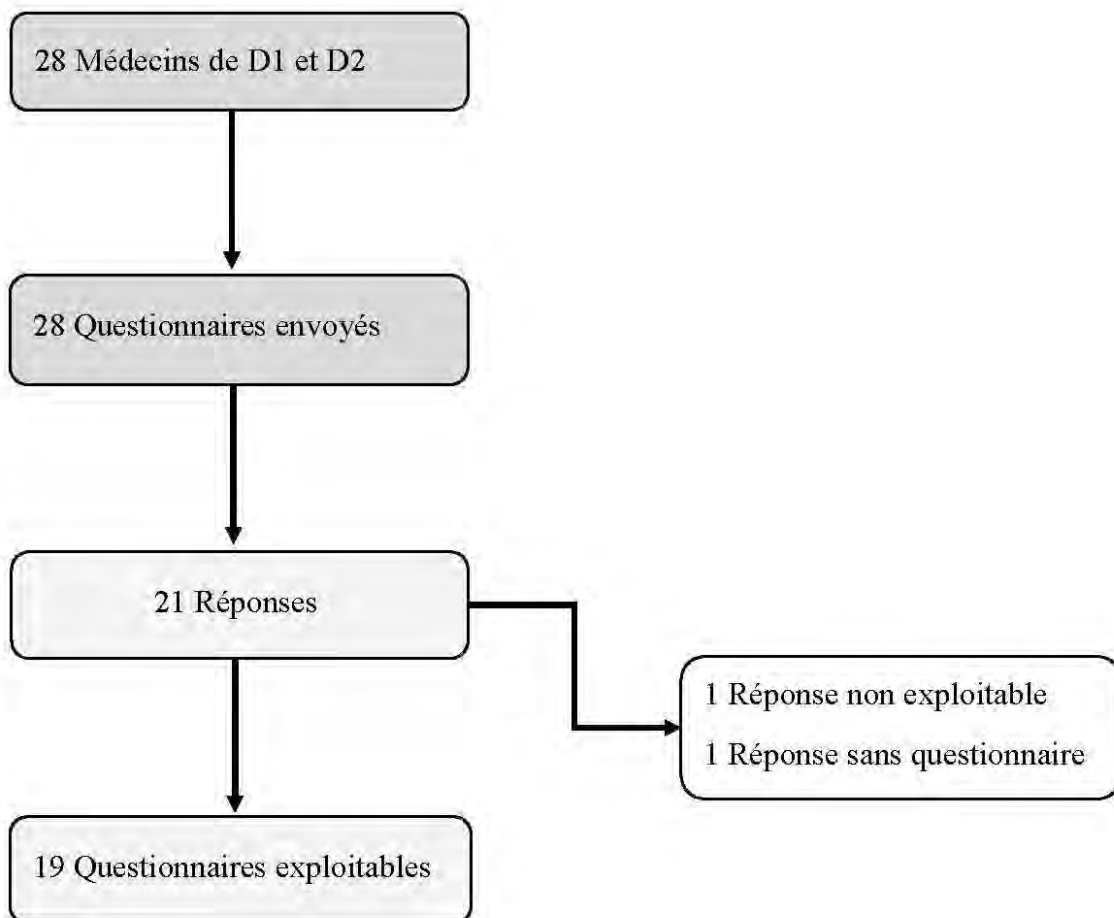 28 Médecins de D1 et D2
28 Questionnaires envoyés
21 Réponses
1 Réponse non exploitable
1 Réponse sans questionnaire
19 Questionnaires exploitables